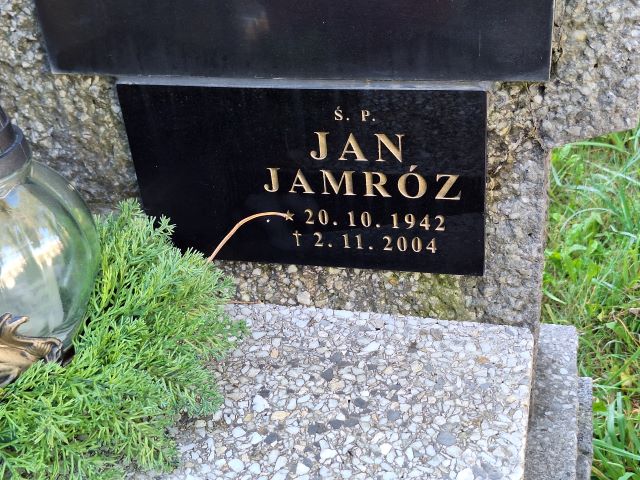 Ś. P.
JAN
JAMRÓZ
★ 20. 10. 1942
† 2. 11. 2004